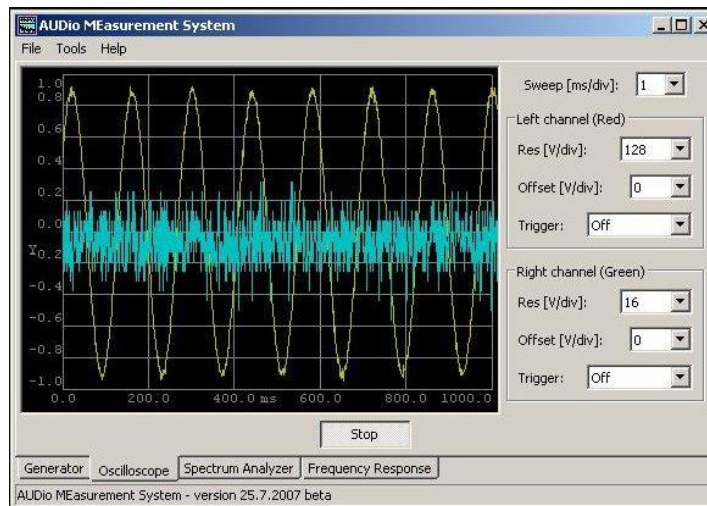 AUDio MEasurement System
File Tools Help
1.0
0.8
0.6
0.4
0.2
0.0
Y
0.2
-0.4
-0.6
-0.8
-1.0
0.0 200.0 400.0 ms 600.0 800.0 1000.0
Sweep [ms/div]: 1
Left channel (Red)
Res [V/div]: 128
Offset [V/div]: 0
Trigger: Off
Right channel (Green)
Res [V/div]: 16
Offset [V/div]: 0
Trigger: Off
Stop
Generator Oscilloscope Spectrum Analyzer Frequency Response
AUDio MEasurement System - version 25.7.2007 beta